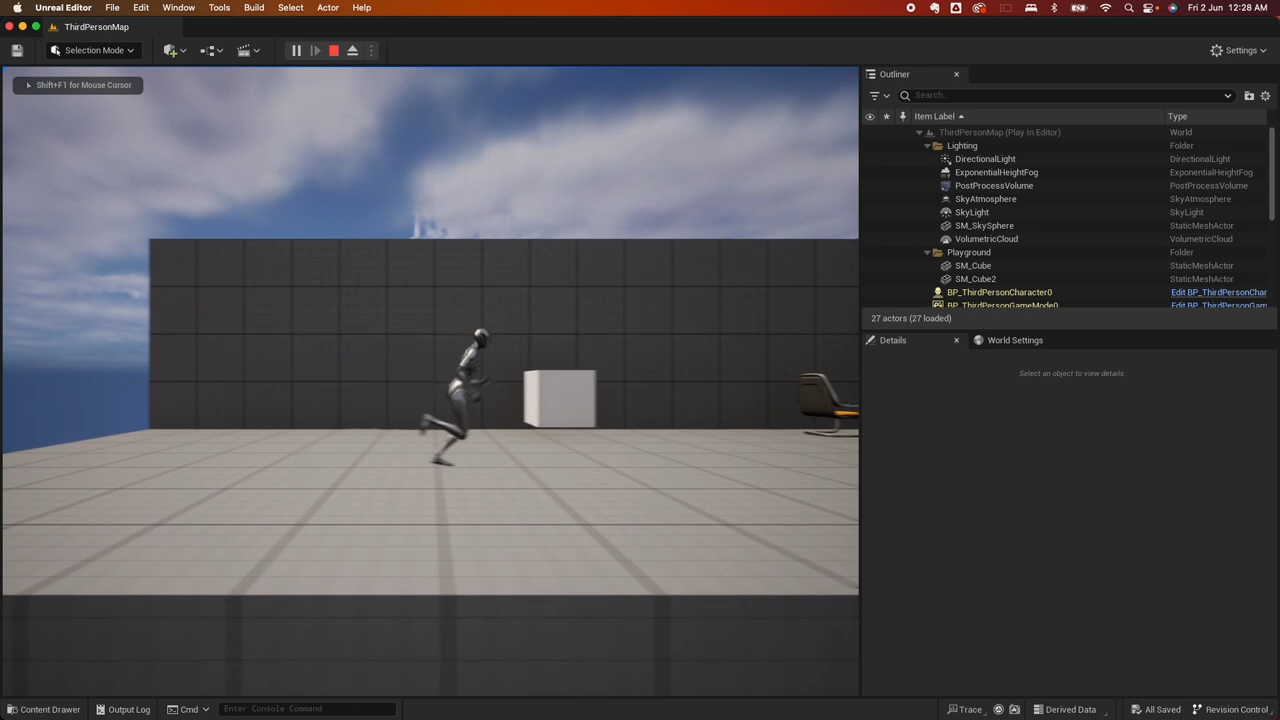 Unreal Editor File Edit Window Tools Build Select Actor Help Fri 2 Jun 12:28 AM
ThirdPersonMap
Selection Mode Settings
Shift+F1 for Mouse Cursor
Outliner
Search...
Item Label Type
ThirdPersonMap (Play In Editor) World
Lighting Folder
DirectionalLight DirectionalLight
ExponentialHeightFog ExponentialHeightFog
PostProcessVolume PostProcessVolume
SkyAtmosphere SkyAtmosphere
SkyLight SkyLight
SM_SkySphere StaticMeshActor
VolumetricCloud VolumetricCloud
Playground Folder
SM_Cube StaticMeshActor
SM_Cube2 StaticMeshActor
BP_ThirdPersonCharacter0 Edit BP_ThirdPersonChar
BP_ThirdPersonGameMode0 Edit BP_ThirdPersonGam
27 actors (27 loaded)
Details World Settings
Select an object to view details.
Content Drawer Output Log Cmd Enter Console Command Trace Derived Data All Saved Revision Control